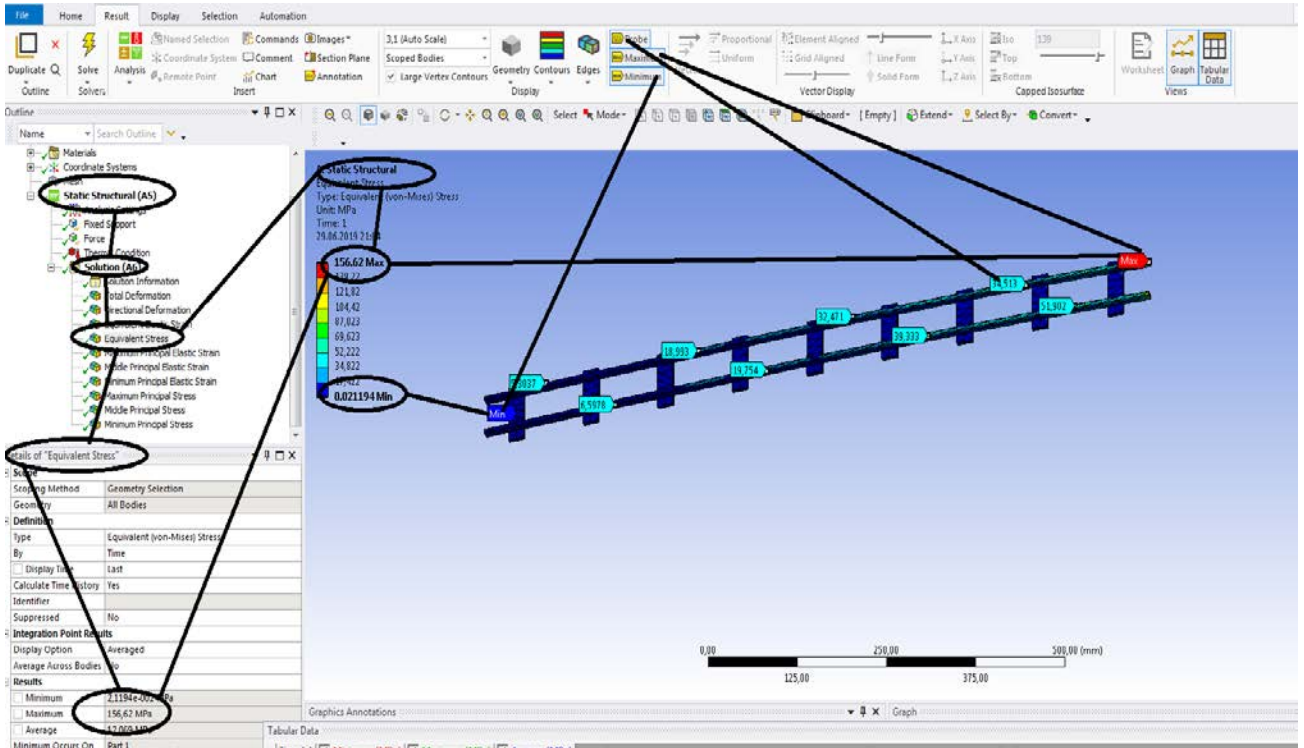 File Home Result Display Selection Automation
Named Selection Commands Images 3,1 (Auto Scale) Probe Proportional Element Aligned X Axis Iso 139
Coordinate System Comment Section Plane Scoped Bodies Uniform Grid Aligned Line Form Y Axis Top
Duplicate Q Solve Analysis Remote Point Chart Annotation Large Vertex Contours Geometry Contours Edges Minimum Solid Form Z Axis Bottom Worksheet Graph Tabular Data
Outline Solvers Insert Display Vector Display Capped Isosurface Views
Outline
Select Mode Clipboard [Empty] Extend Select By Convert
Name Search Outline
Materials
Coordinate Systems
Static Structural (A5)
Fixed Support
Force
Thermal Condition
Solution (A6)
Solution Information
Total Deformation
Directional Deformation
Equivalent Elastic Strain
Equivalent Stress
Maximum Principal Elastic Strain
Middle Principal Elastic Strain
Minimum Principal Elastic Strain
Maximum Principal Stress
Middle Principal Stress
Minimum Principal Stress
Static Structural
Equivalent Stress
Type: Equivalent (von-Mises) Stress
Unit: MPa
Time: 1
156,62 Max
121,82
104,42
87,023
69,623
52,222
34,822
0,021194 Min
Max
34,513
51,902
32,471
39,333
18,993
19,754
6,5978
Min
0,00 250,00 500,00 (mm)
125,00 375,00
Details of "Equivalent Stress"
Scope
Scoping Method Geometry Selection
Geometry All Bodies
Definition
Type Equivalent (von-Mises) Stress
By Time
Display Time Last
Calculate Time History Yes
Identifier
Suppressed No
Integration Point Results
Display Option Averaged
Average Across Bodies No
Results
Minimum
Maximum 156,62 MPa
Average
Minimum Occurs On Part 1
Graphics Annotations Graph
Tabular Data